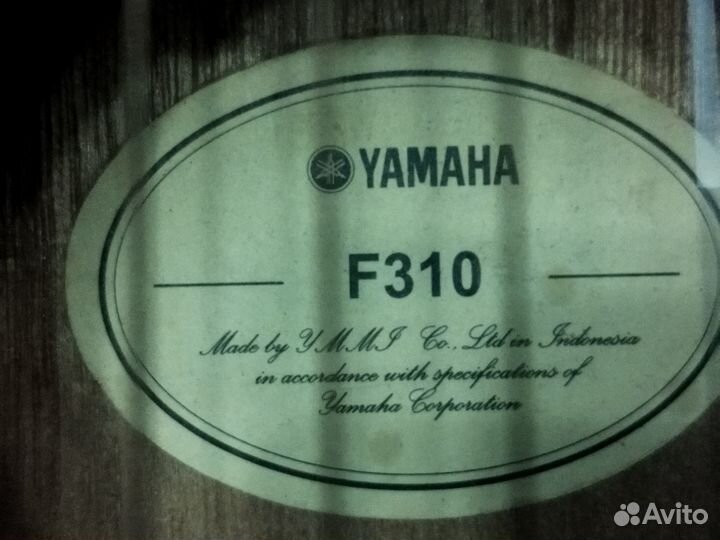 YAMAHA
F310
Made by YMMI Co., Ltd in Indonesia
in accordance with specifications of
Yamaha Corporation
Avito